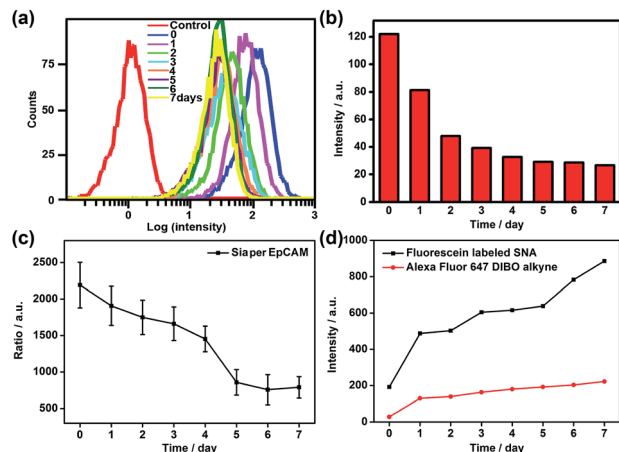 (a)
Control
0
1
2
3
4
5
6
7days
Counts
75
50
25
0
0 1 2 3
Log (intensity)
(b)
Intensity / a.u.
120
100
80
60
40
20
0
0 1 2 3 4 5 6 7
Time / day
(c)
Sia per EpCAM
Ratio / a.u.
2500
2000
1500
1000
500
0 1 2 3 4 5 6 7
Time / day
(d)
Fluorescein labeled SNA
Alexa Fluor 647 DIBO alkyne
Intensity / a.u.
1000
800
600
400
200
0
0 1 2 3 4 5 6 7
Time / day